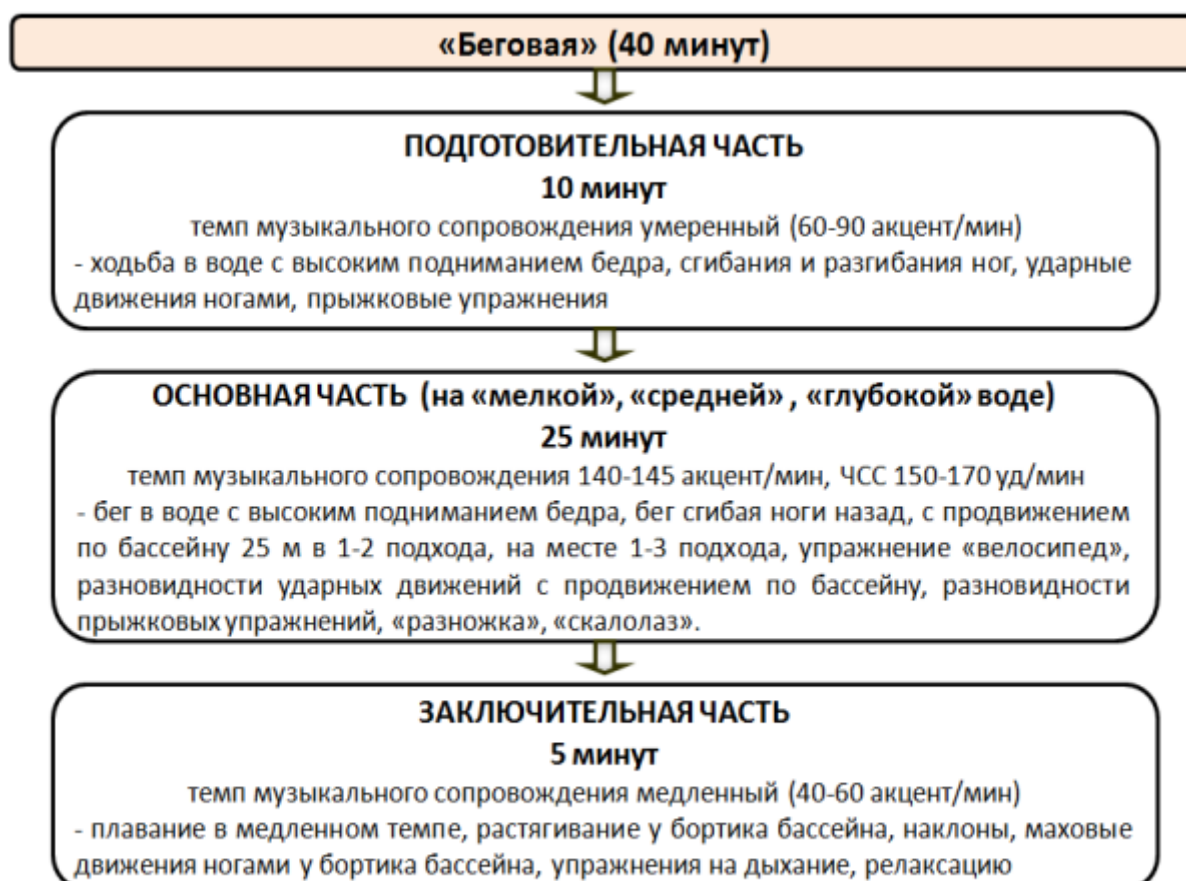 «Беговая» (40 минут)
ПОДГОТОВИТЕЛЬНАЯ ЧАСТЬ
10 минут
темп музыкального сопровождения умеренный (60-90 акцент/мин)
- ходьба в воде с высоким подниманием бедра, сгибания и разгибания ног, ударные
движения ногами, прыжковые упражнения
ОСНОВНАЯ ЧАСТЬ (на «мелкой», «средней» , «глубокой» воде)
25 минут
темп музыкального сопровождения 140-145 акцент/мин, ЧСС 150-170 уд/мин
- бег в воде с высоким подниманием бедра, бег сгибая ноги назад, с продвижением
по бассейну 25 м в 1-2 подхода, на месте 1-3 подхода, упражнение «велосипед»,
разновидности ударных движений с продвижением по бассейну, разновидности
прыжковых упражнений, «разножка», «скалолаз».
ЗАКЛЮЧИТЕЛЬНАЯ ЧАСТЬ
5 минут
темп музыкального сопровождения медленный (40-60 акцент/мин)
- плавание в медленном темпе, растягивание у бортика бассейна, наклоны, маховые
движения ногами у бортика бассейна, упражнения на дыхание, релаксацию